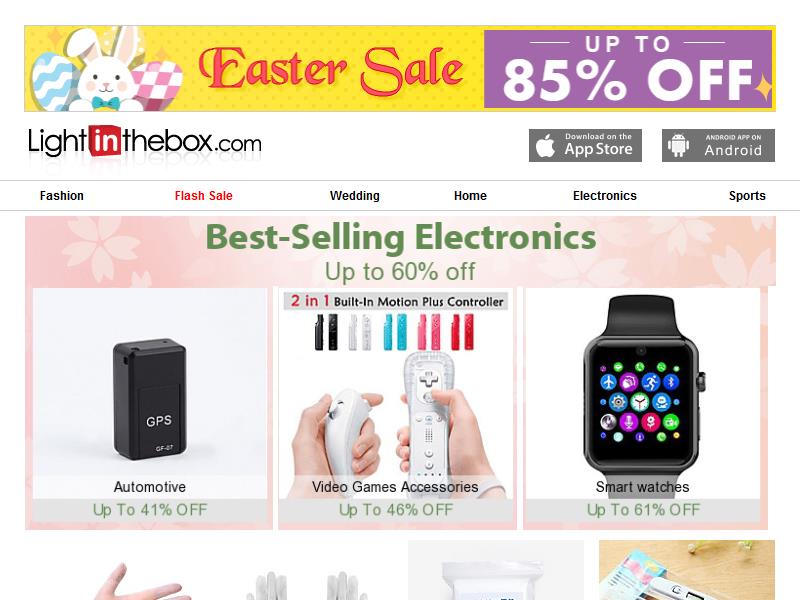 Easter Sale
UP TO
85% OFF
Lightinthebox.com
Download on the
App Store
ANDROID APP ON
Android
Fashion
Flash Sale
Wedding
Home
Electronics
Sports
Best-Selling Electronics
Up to 60% off
2 in 1 Built-In Motion Plus Controller
GPS
GF-07
Automotive
Video Games Accessories
Smart watches
Up To 41% OFF
Up To 46% OFF
Up To 61% OFF